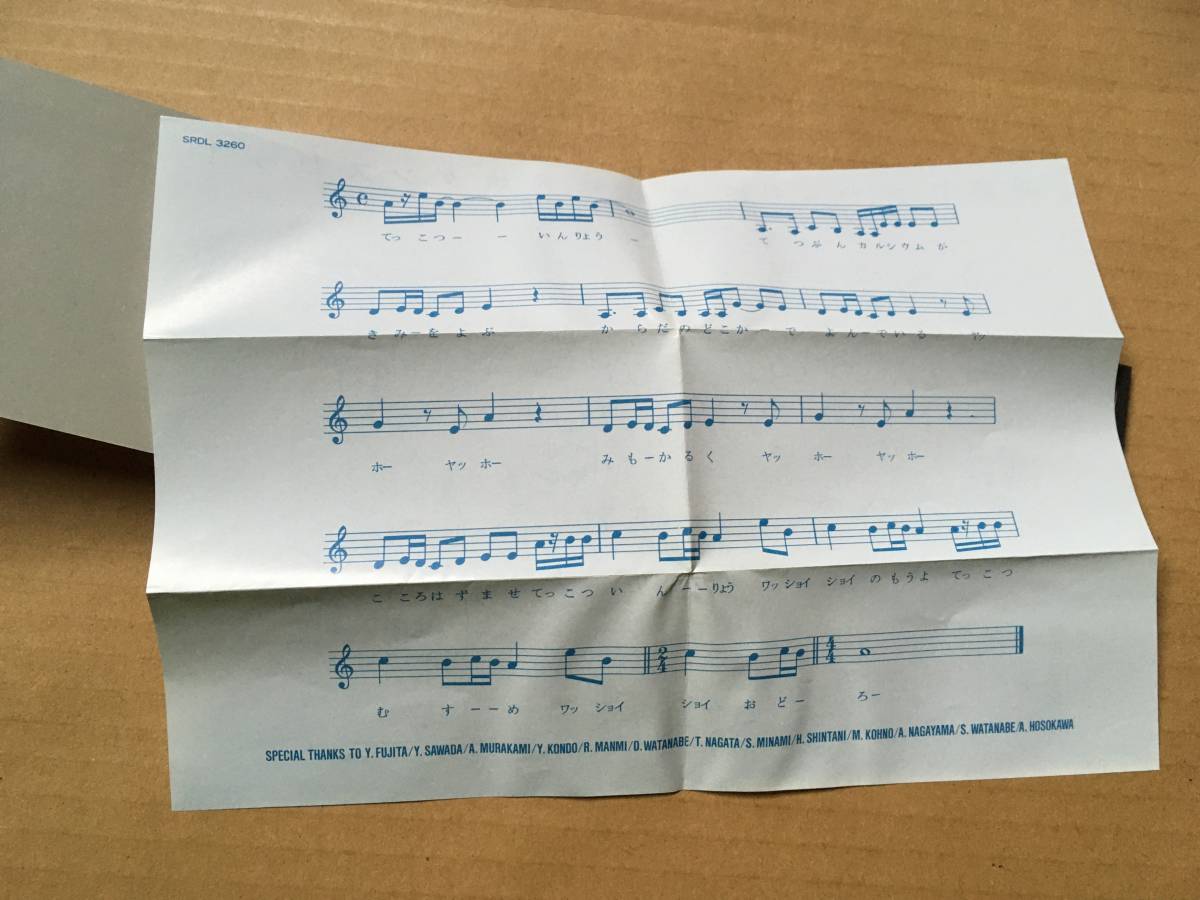 SRDL 3260
てっ こ つ ー ー い ん りょう ー て つ ぶ ん カ ル シ ウ ム が
き み ー を よ ぶ か ら だ の ど こ か ー で よ ん ー で い る ヤッ
ホー ヤッ ホー み も ー か る く ヤッ ホー ヤッ ホー
こ こ ろ は ず ま せ てっ こ つ い ん ー ー りょう ワッ ショイ ショイ の も う よ てっ こ つ
む す ー ー め ワッ ショイ ショイ お ど ー ろ ー
SPECIAL THANKS TO Y. FUJITA/Y. SAWADA/A. MURAKAMI/Y. KONDO/R. MANMI/D. WATANABE/T. NAGATA/S. MINAMI/H. SHINTANI/M. KOHNO/A. NAGAYAMA/S. WATANABE/A. HOSOKAWA